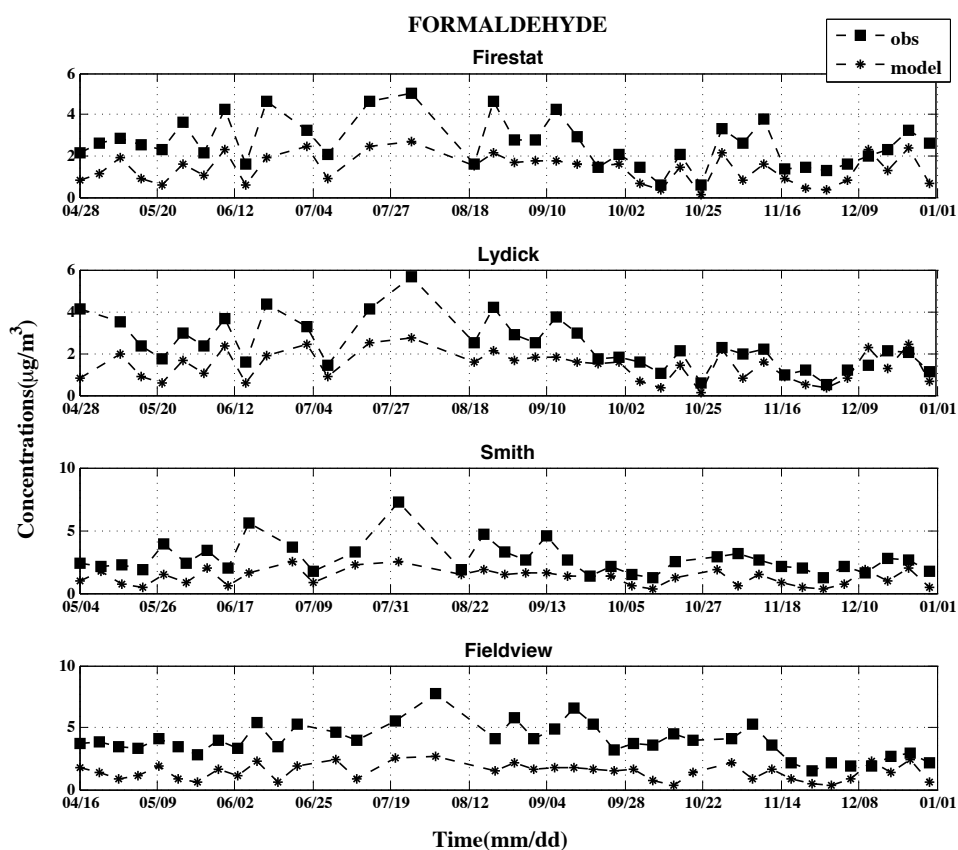 FORMALDEHYDE
obs
model
Firestat
6
4
2
0
04/28 05/20 06/12 07/04 07/27 08/18 09/10 10/02 10/25 11/16 12/09 01/01
Lydick
6
4
2
0
04/28 05/20 06/12 07/04 07/27 08/18 09/10 10/02 10/25 11/16 12/09 01/01
Concentrations(μg/m³)
Smith
10
5
0
05/04 05/26 06/17 07/09 07/31 08/22 09/13 10/05 10/27 11/18 12/10 01/01
Fieldview
10
5
0
04/16 05/09 06/02 06/25 07/19 08/12 09/04 09/28 10/22 11/14 12/08 01/01
Time(mm/dd)